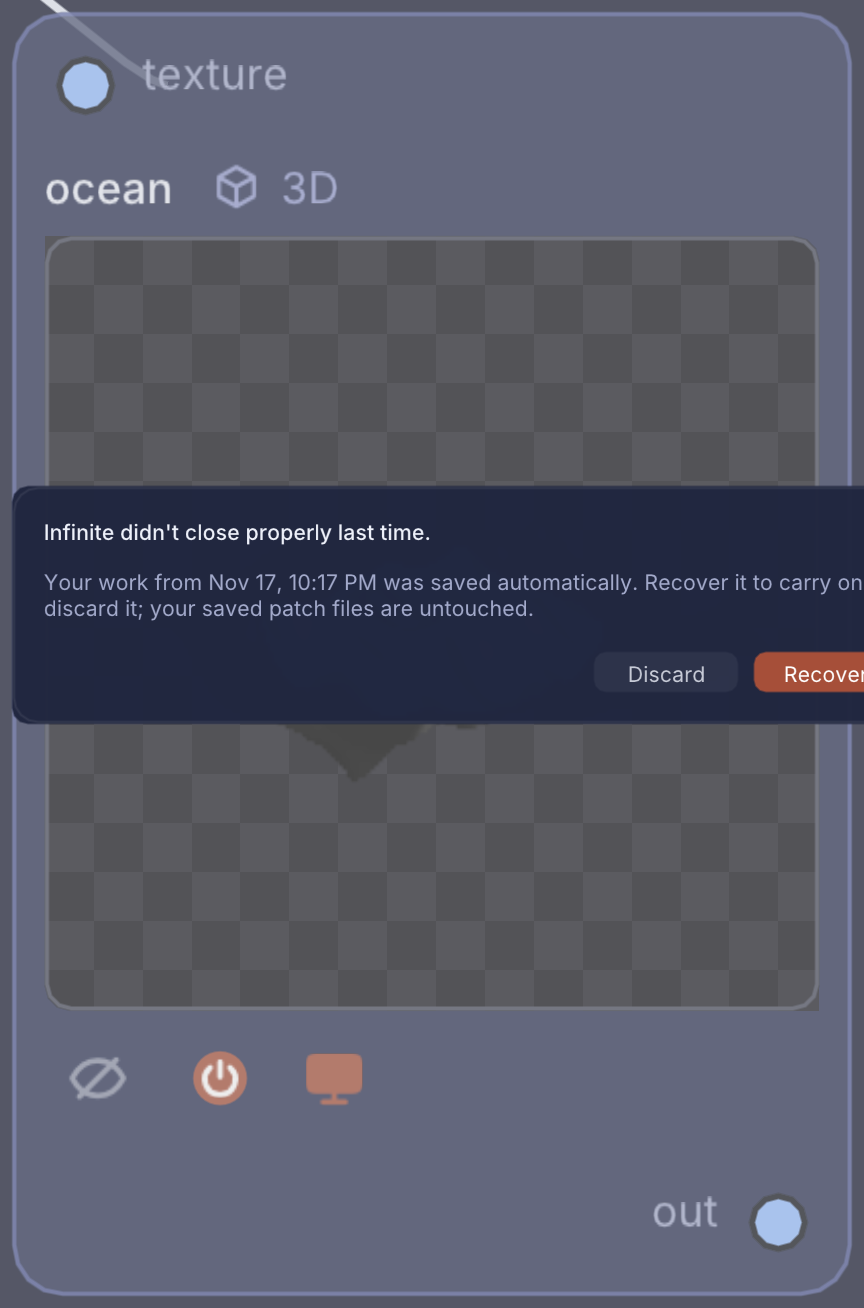 texture
ocean 3D
Infinite didn't close properly last time.
Your work from Nov 17, 10:17 PM was saved automatically. Recover it to carry on
discard it; your saved patch files are untouched.
Discard Recover
out